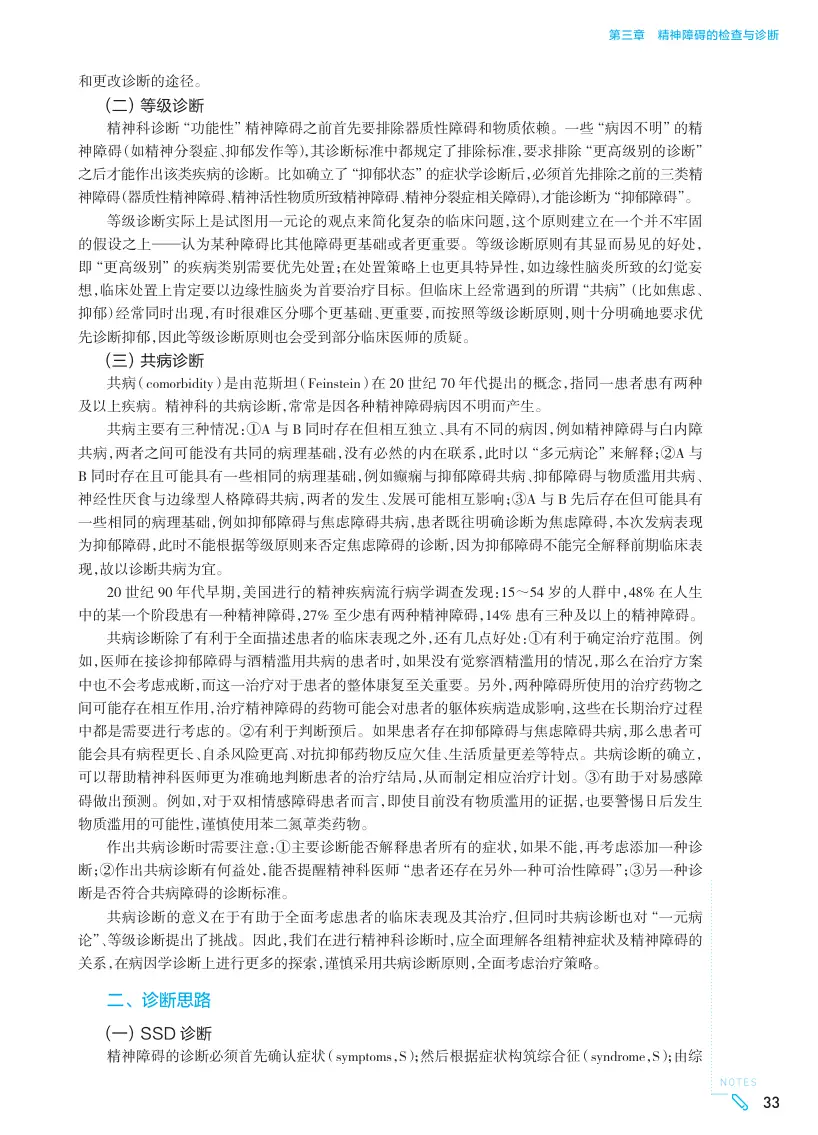 第三章　精神障碍的检查与诊断
和更改诊断的途径。
（二）等级诊断
精神科诊断“功能性”精神障碍之前首先要排除器质性障碍和物质依赖。一些“病因不明”的精
神障碍（如精神分裂症、抑郁发作等），其诊断标准中都规定了排除标准，要求排除“更高级别的诊断”
之后才能作出该类疾病的诊断。比如确立了“抑郁状态”的症状学诊断后，必须首先排除之前的三类精
神障碍（器质性精神障碍、精神活性物质所致精神障碍、精神分裂症相关障碍），才能诊断为“抑郁障碍”。
等级诊断实际上是试图用一元论的观点来简化复杂的临床问题，这个原则建立在一个并不牢固
的假设之上——认为某种障碍比其他障碍更基础或者更重要。等级诊断原则有其显而易见的好处，
即“更高级别”的疾病类别需要优先处置；在处置策略上也更具特异性，如边缘性脑炎所致的幻觉妄
想，临床处置上肯定要以边缘性脑炎为首要治疗目标。但临床上经常遇到的所谓“共病”（比如焦虑、
抑郁）经常同时出现，有时很难区分哪个更基础、更重要，而按照等级诊断原则，则十分明确地要求优
先诊断抑郁，因此等级诊断原则也会受到部分临床医师的质疑。
（三）共病诊断
共病（comorbidity）是由范斯坦（Feinstein）在 20 世纪 70 年代提出的概念，指同一患者患有两种
及以上疾病。精神科的共病诊断，常常是因各种精神障碍病因不明而产生。
共病主要有三种情况：①A 与 B 同时存在但相互独立、具有不同的病因，例如精神障碍与白内障
共病，两者之间可能没有共同的病理基础，没有必然的内在联系，此时以“多元病论”来解释；②A 与
B 同时存在且可能具有一些相同的病理基础，例如癫痫与抑郁障碍共病、抑郁障碍与物质滥用共病、
神经性厌食与边缘型人格障碍共病，两者的发生、发展可能相互影响；③A 与 B 先后存在但可能具有
一些相同的病理基础，例如抑郁障碍与焦虑障碍共病，患者既往明确诊断为焦虑障碍，本次发病表现
为抑郁障碍，此时不能根据等级原则来否定焦虑障碍的诊断，因为抑郁障碍不能完全解释前期临床表
现，故以诊断共病为宜。
20 世纪 90 年代早期，美国进行的精神疾病流行病学调查发现：15～54 岁的人群中，48% 在人生
中的某一个阶段患有一种精神障碍，27% 至少患有两种精神障碍，14% 患有三种及以上的精神障碍。
共病诊断除了有利于全面描述患者的临床表现之外，还有几点好处：①有利于确定治疗范围。例
如，医师在接诊抑郁障碍与酒精滥用共病的患者时，如果没有觉察酒精滥用的情况，那么在治疗方案
中也不会考虑戒断，而这一治疗对于患者的整体康复至关重要。另外，两种障碍所使用的治疗药物之
间可能存在相互作用，治疗精神障碍的药物可能会对患者的躯体疾病造成影响，这些在长期治疗过程
中都是需要进行考虑的。②有利于判断预后。如果患者存在抑郁障碍与焦虑障碍共病，那么患者可
能会具有病程更长、自杀风险更高、对抗抑郁药物反应欠佳、生活质量更差等特点。共病诊断的确立，
可以帮助精神科医师更为准确地判断患者的治疗结局，从而制定相应治疗计划。③有助于对易感障
碍做出预测。例如，对于双相情感障碍患者而言，即使目前没有物质滥用的证据，也要警惕日后发生
物质滥用的可能性，谨慎使用苯二氮䓬类药物。
作出共病诊断时需要注意：①主要诊断能否解释患者所有的症状，如果不能，再考虑添加一种诊
断；②作出共病诊断有何益处，能否提醒精神科医师“患者还存在另外一种可治性障碍”；③另一种诊
断是否符合共病障碍的诊断标准。
共病诊断的意义在于有助于全面考虑患者的临床表现及其治疗，但同时共病诊断也对“一元病
论”、等级诊断提出了挑战。因此，我们在进行精神科诊断时，应全面理解各组精神症状及精神障碍的
关系，在病因学诊断上进行更多的探索，谨慎采用共病诊断原则，全面考虑治疗策略。
二、诊断思路
（一）SSD 诊断
精神障碍的诊断必须首先确认症状（symptoms，S）；然后根据症状构筑综合征（syndrome，S）；由综
NOTES
33